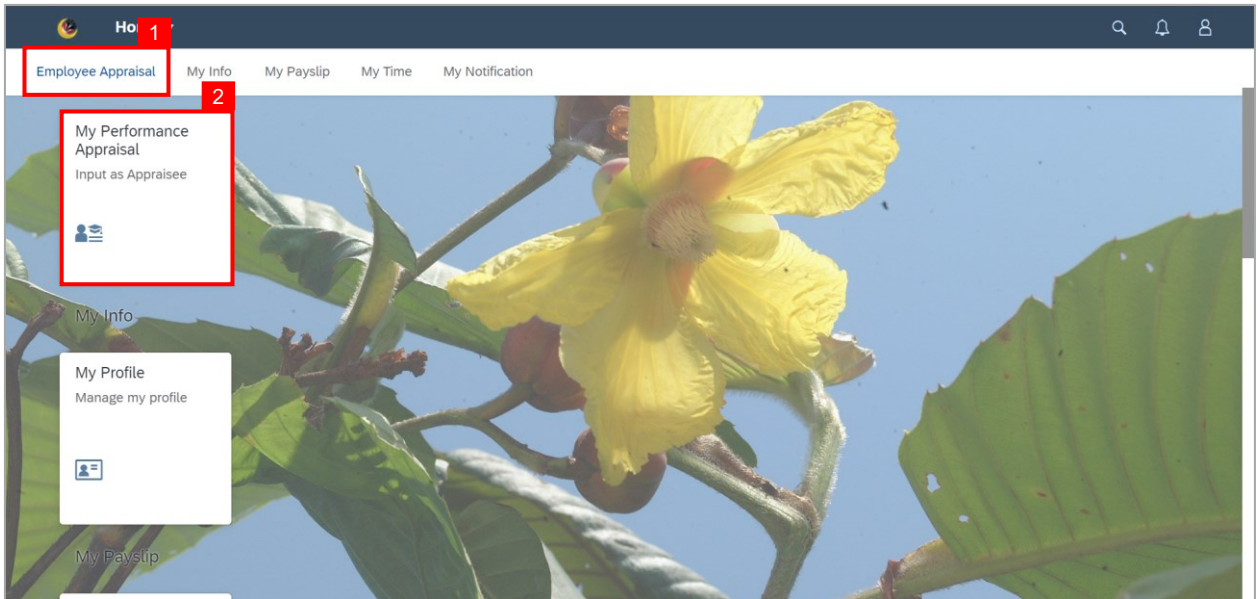 1
Employee Appraisal My Info My Payslip My Time My Notification
2
My Performance
Appraisal
Input as Appraisee
My Info
My Profile
Manage my profile
My Payslip